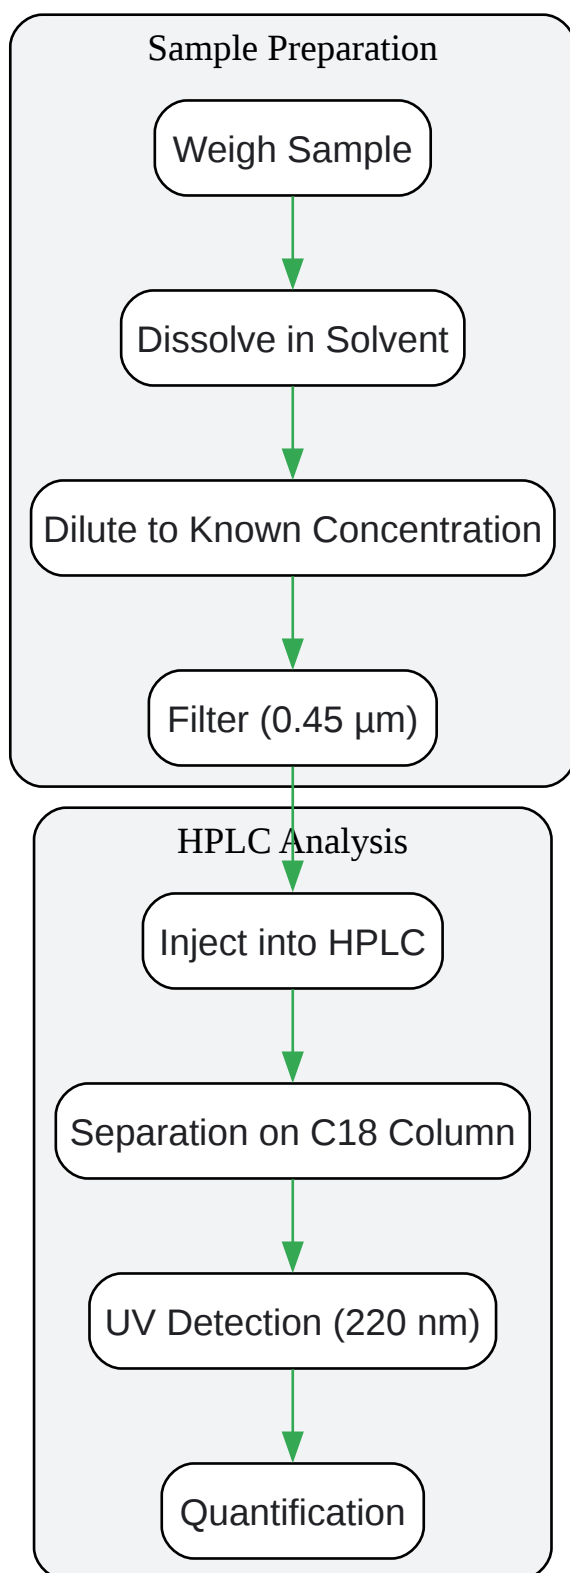 Sample Preparation
Weigh Sample
Dissolve in Solvent
Dilute to Known Concentration
Filter (0.45 µm)
HPLC Analysis
Inject into HPLC
Separation on C18 Column
UV Detection (220 nm)
Quantification